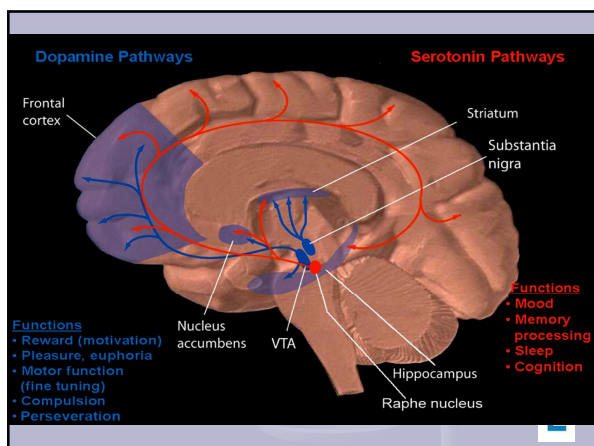 Dopamine Pathways
Serotonin Pathways
Frontal
cortex
Striatum
Substantia
nigra
Nucleus
accumbens
VTA
Hippocampus
Raphe nucleus
Functions
• Reward (motivation)
• Pleasure, euphoria
• Motor function
(fine tuning)
• Compulsion
• Perseveration
Functions
• Mood
• Memory
processing
• Sleep
• Cognition